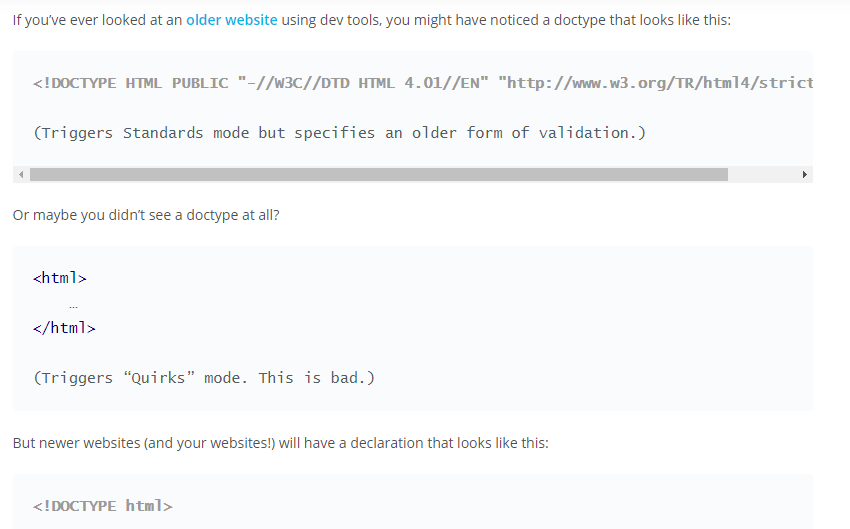 If you’ve ever looked at an older website using dev tools, you might have noticed a doctype that looks like this:
<!DOCTYPE HTML PUBLIC "-//W3C//DTD HTML 4.01//EN" "http://www.w3.org/TR/html4/strict
(Triggers Standards mode but specifies an older form of validation.)
Or maybe you didn’t see a doctype at all?
<html>
…
</html>
(Triggers “Quirks” mode. This is bad.)
But newer websites (and your websites!) will have a declaration that looks like this:
<!DOCTYPE html>